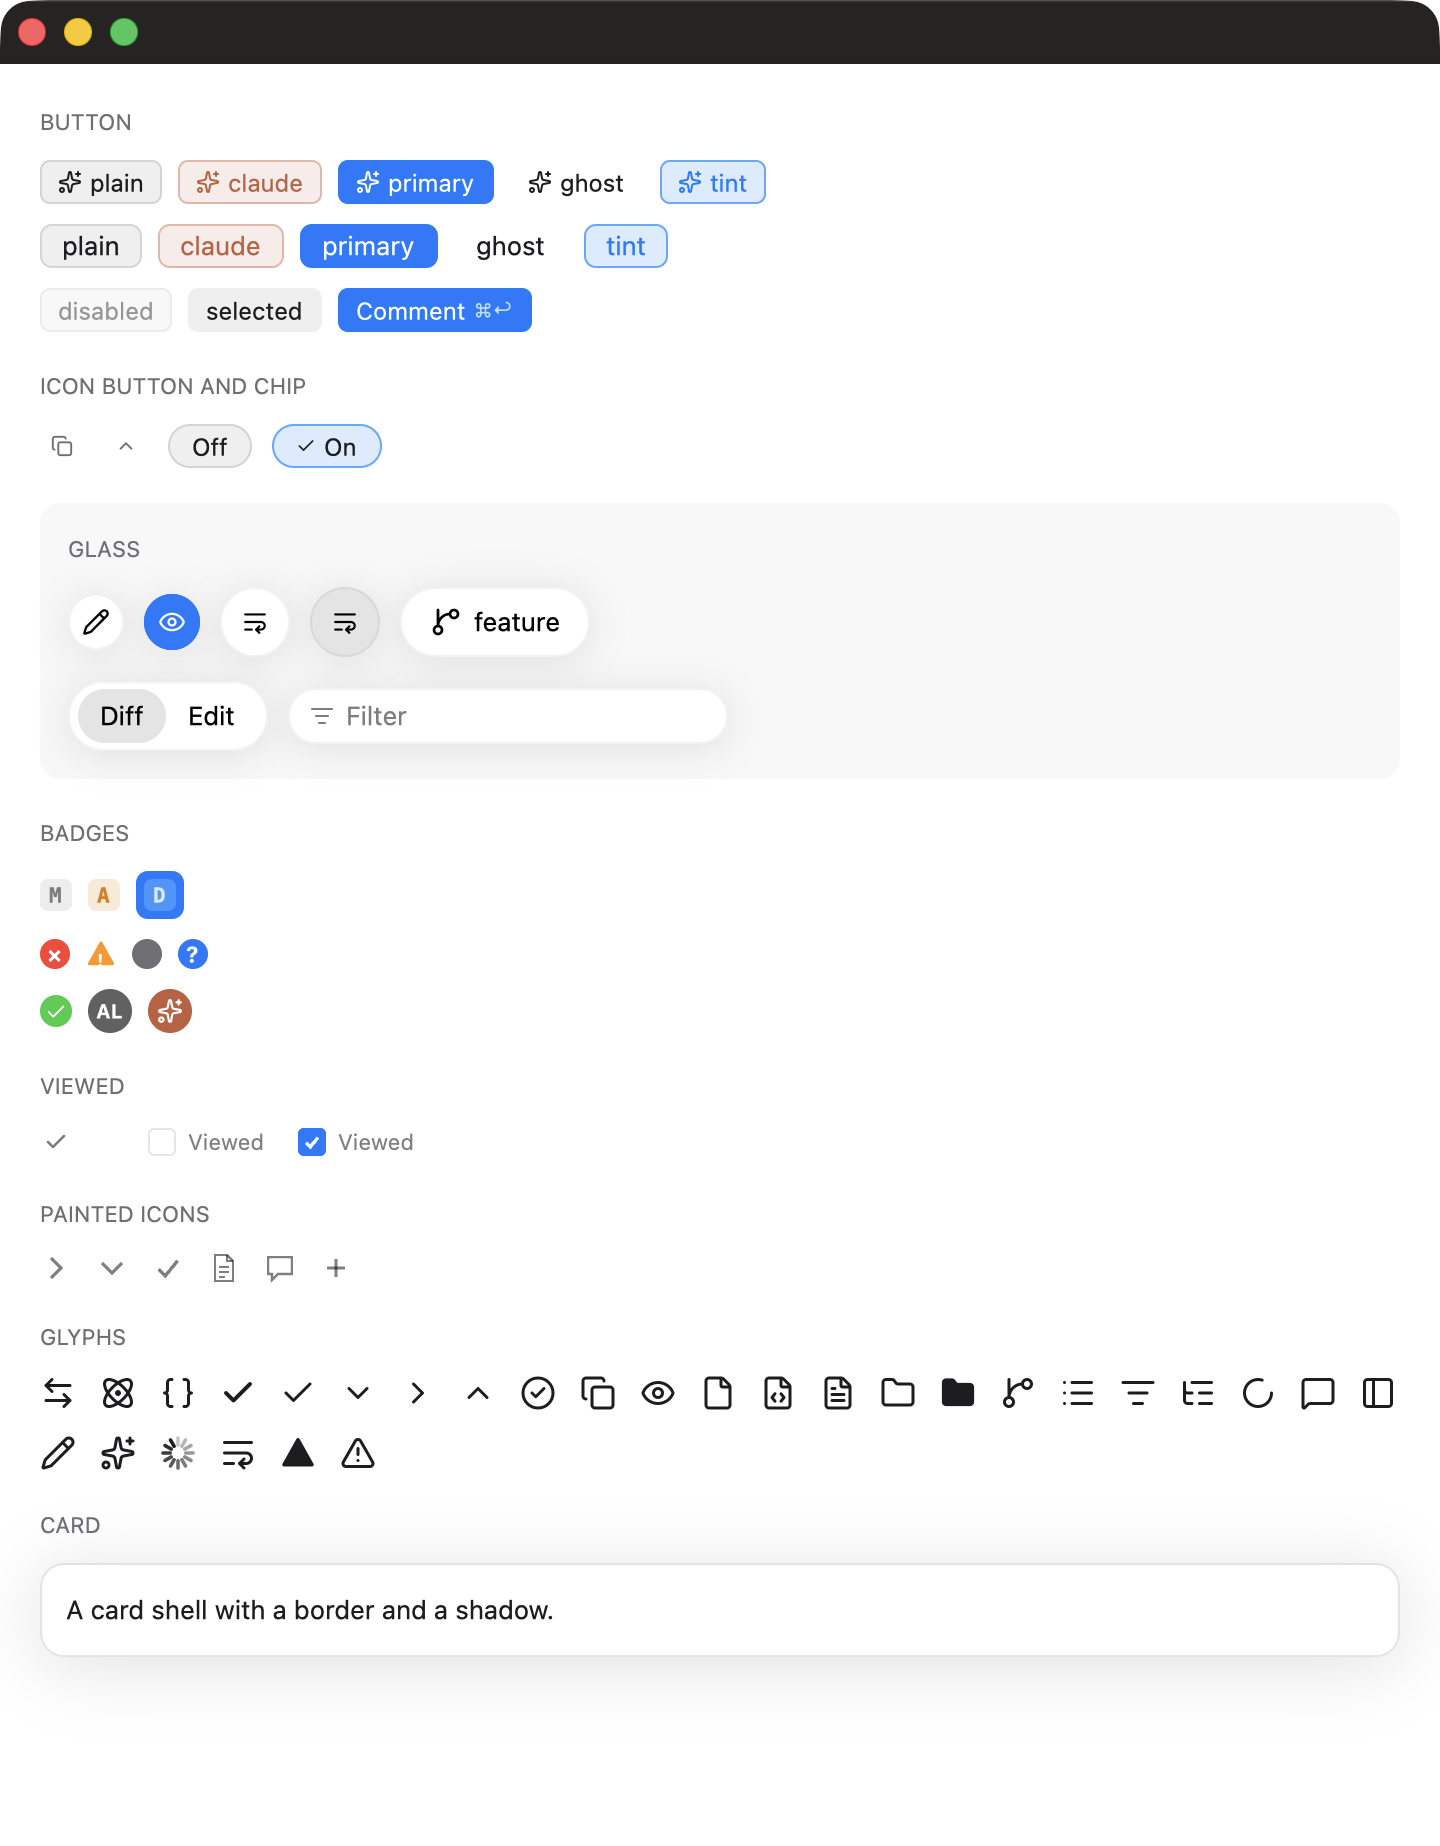 BUTTON
plain claude primary ghost tint
plain claude primary ghost tint
disabled selected Comment ⌘↩
ICON BUTTON AND CHIP
Off On
GLASS
feature
Diff Edit Filter
BADGES
M A D
?
AL
VIEWED
Viewed Viewed
PAINTED ICONS
GLYPHS
CARD
A card shell with a border and a shadow.